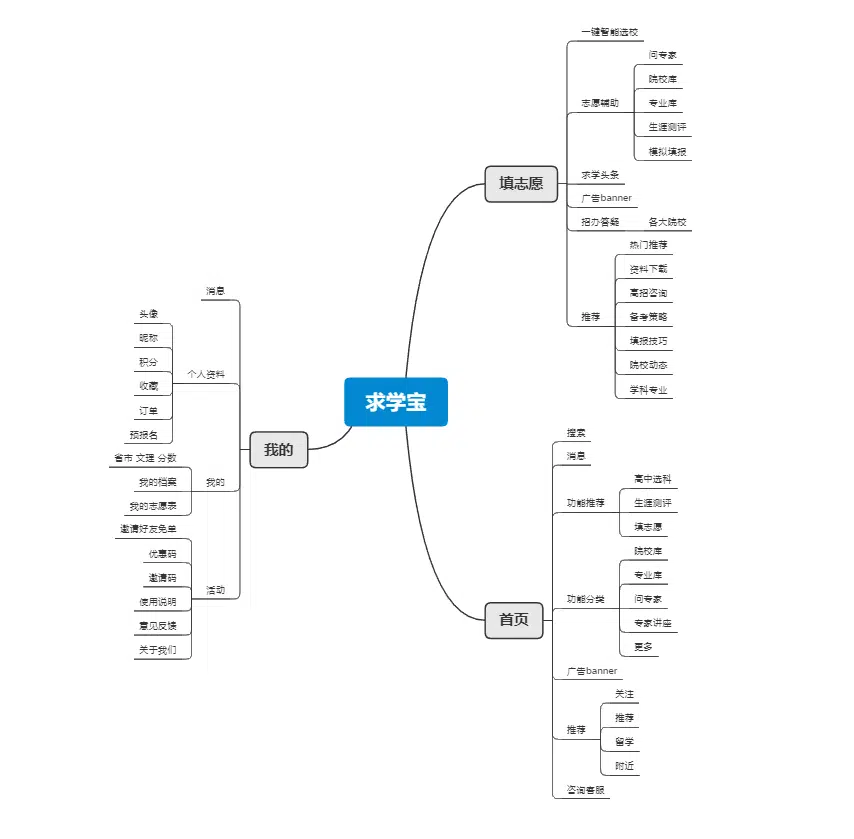 求学宝
填志愿
一键智能选校
志愿辅助
问专家
院校库
专业库
生涯测评
模拟填报
求学头条
广告banner
招办答疑
各大院校
推荐
热门推荐
资料下载
高招咨询
备考策略
填报技巧
院校动态
学科专业
首页
搜索
消息
功能推荐
高中选科
生涯测评
填志愿
功能分类
院校库
专业库
问专家
专家讲座
更多
广告banner
推荐
关注
推荐
留学
附近
咨询客服
我的
消息
个人资料
头像
昵称
积分
收藏
订单
预报名
我的
省市 文理 分数
我的档案
我的志愿表
活动
邀请好友免单
优惠码
邀请码
使用说明
意见反馈
关于我们